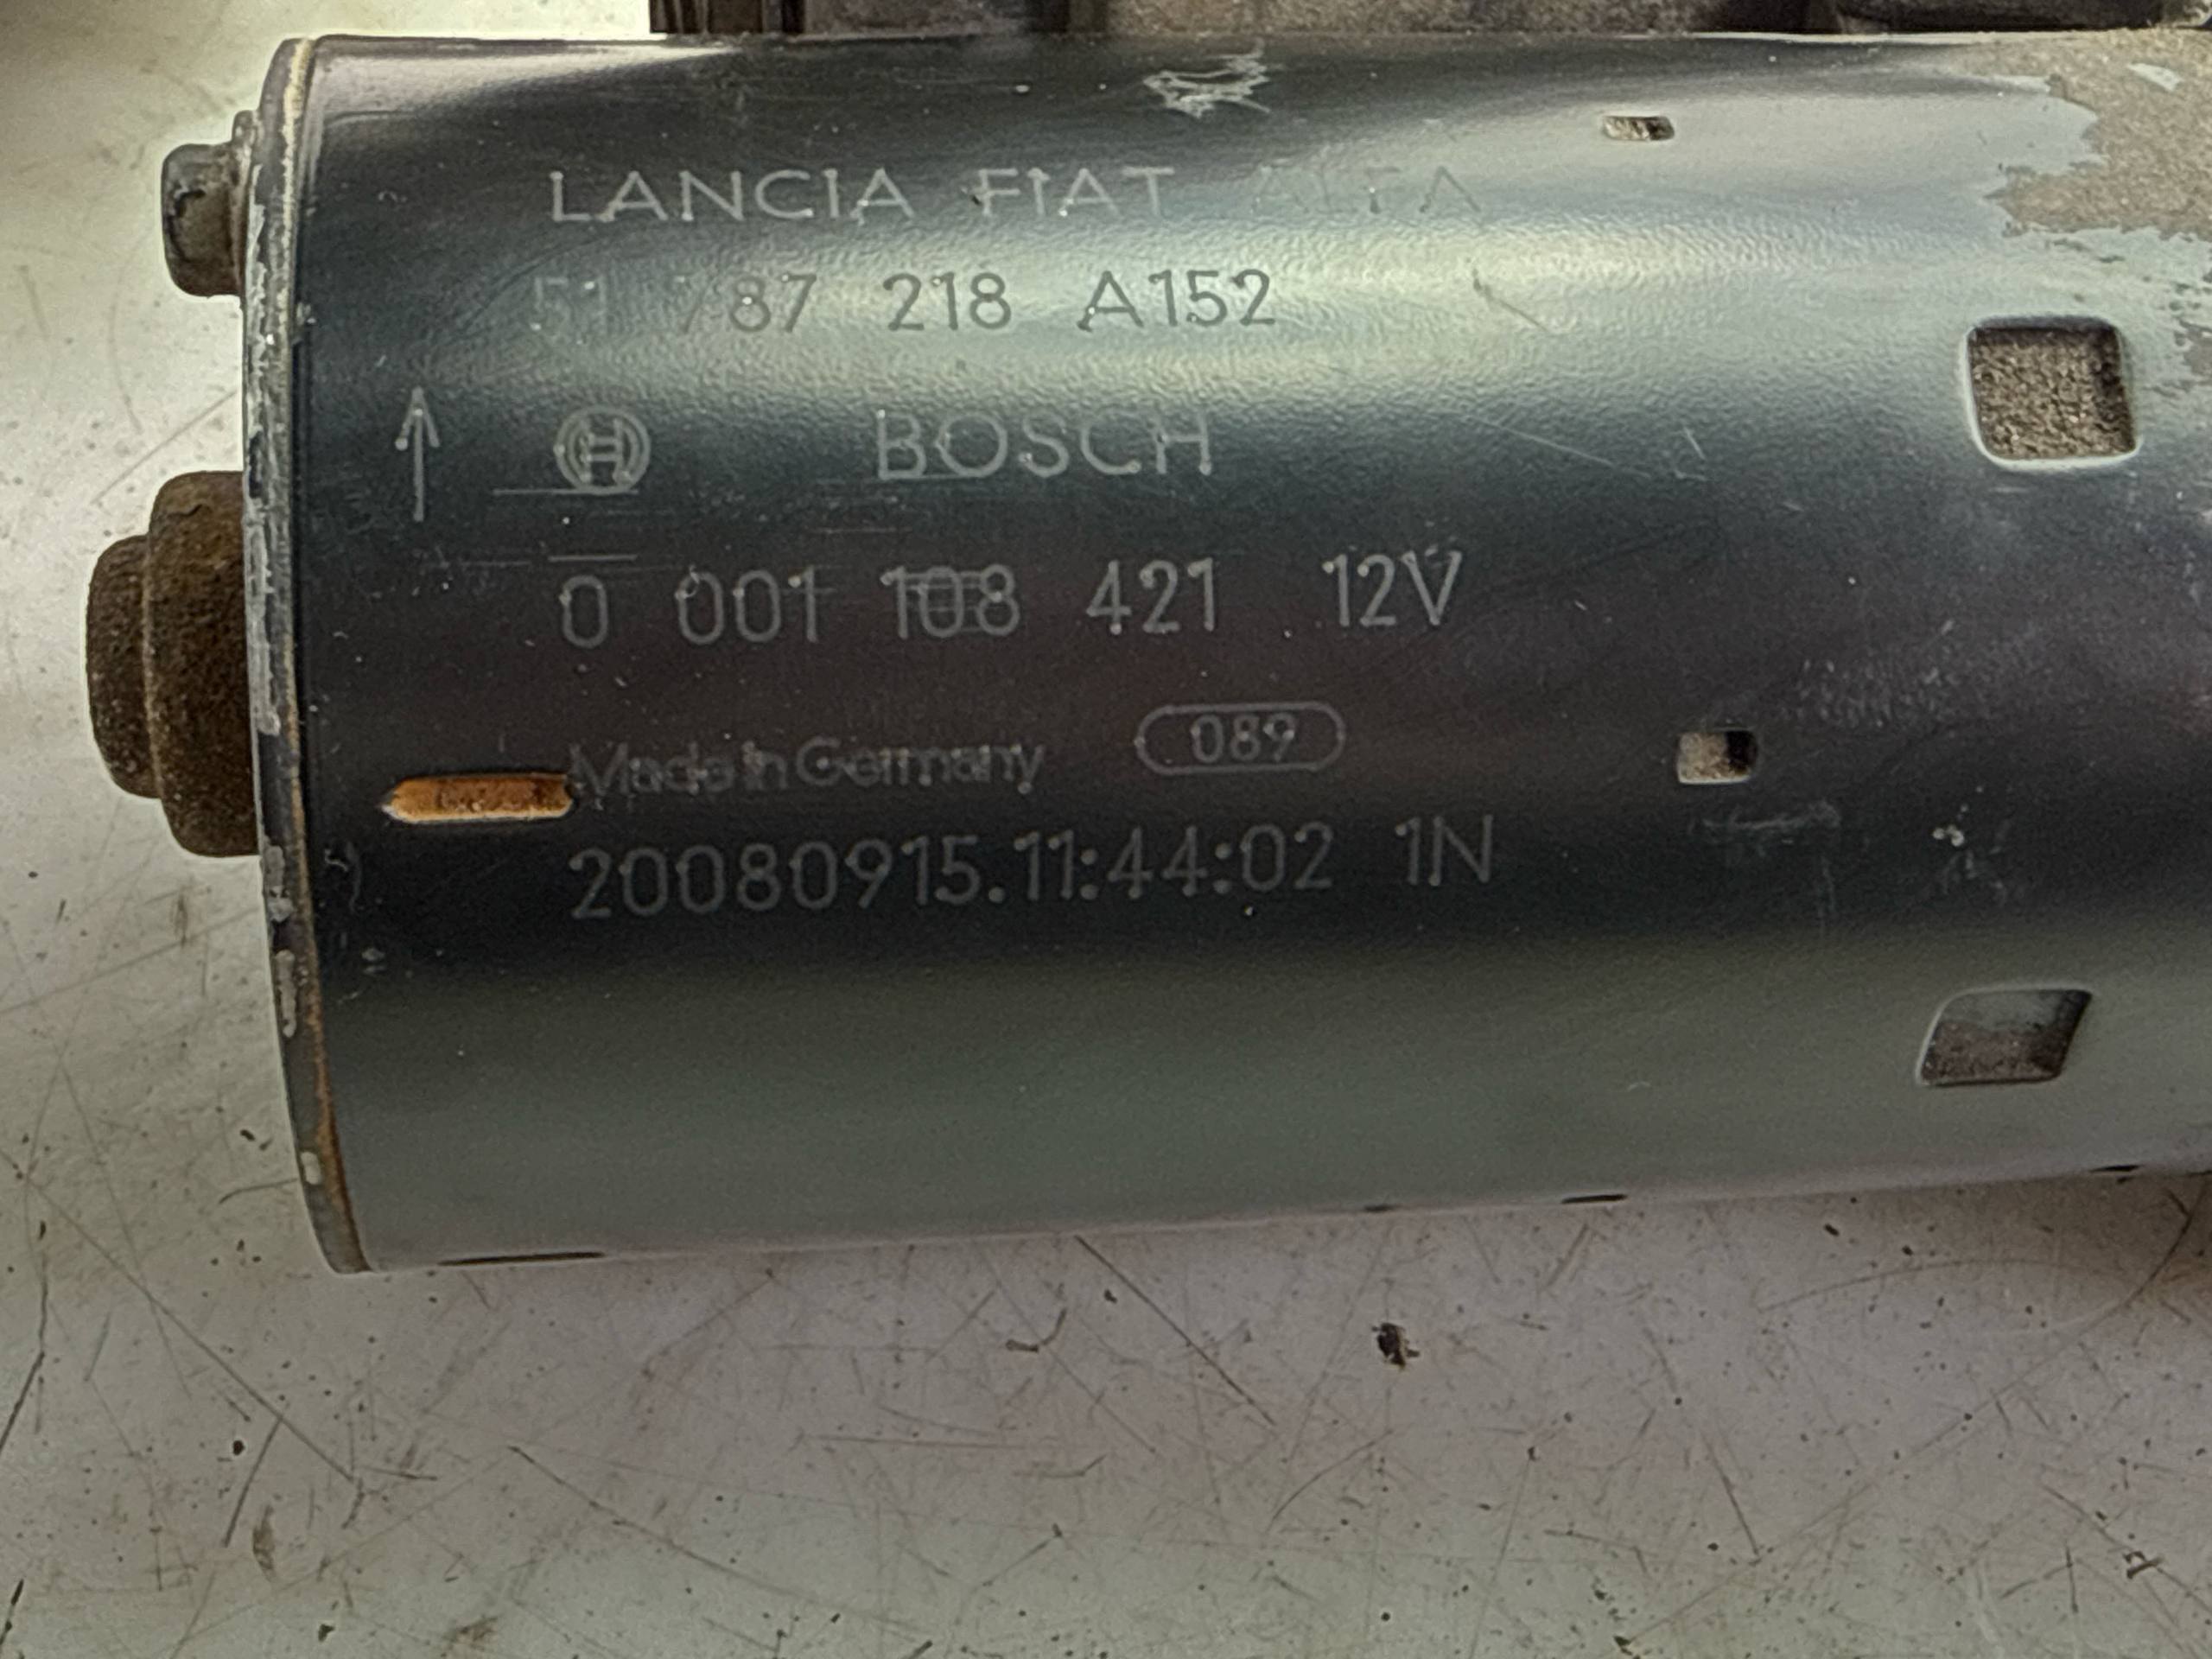 LANCIA FIAT ALFA
51 787 218 A152
BOSCH
0 001 108 421 12V
Made in Germany 089
20080915.11:44:02 1N